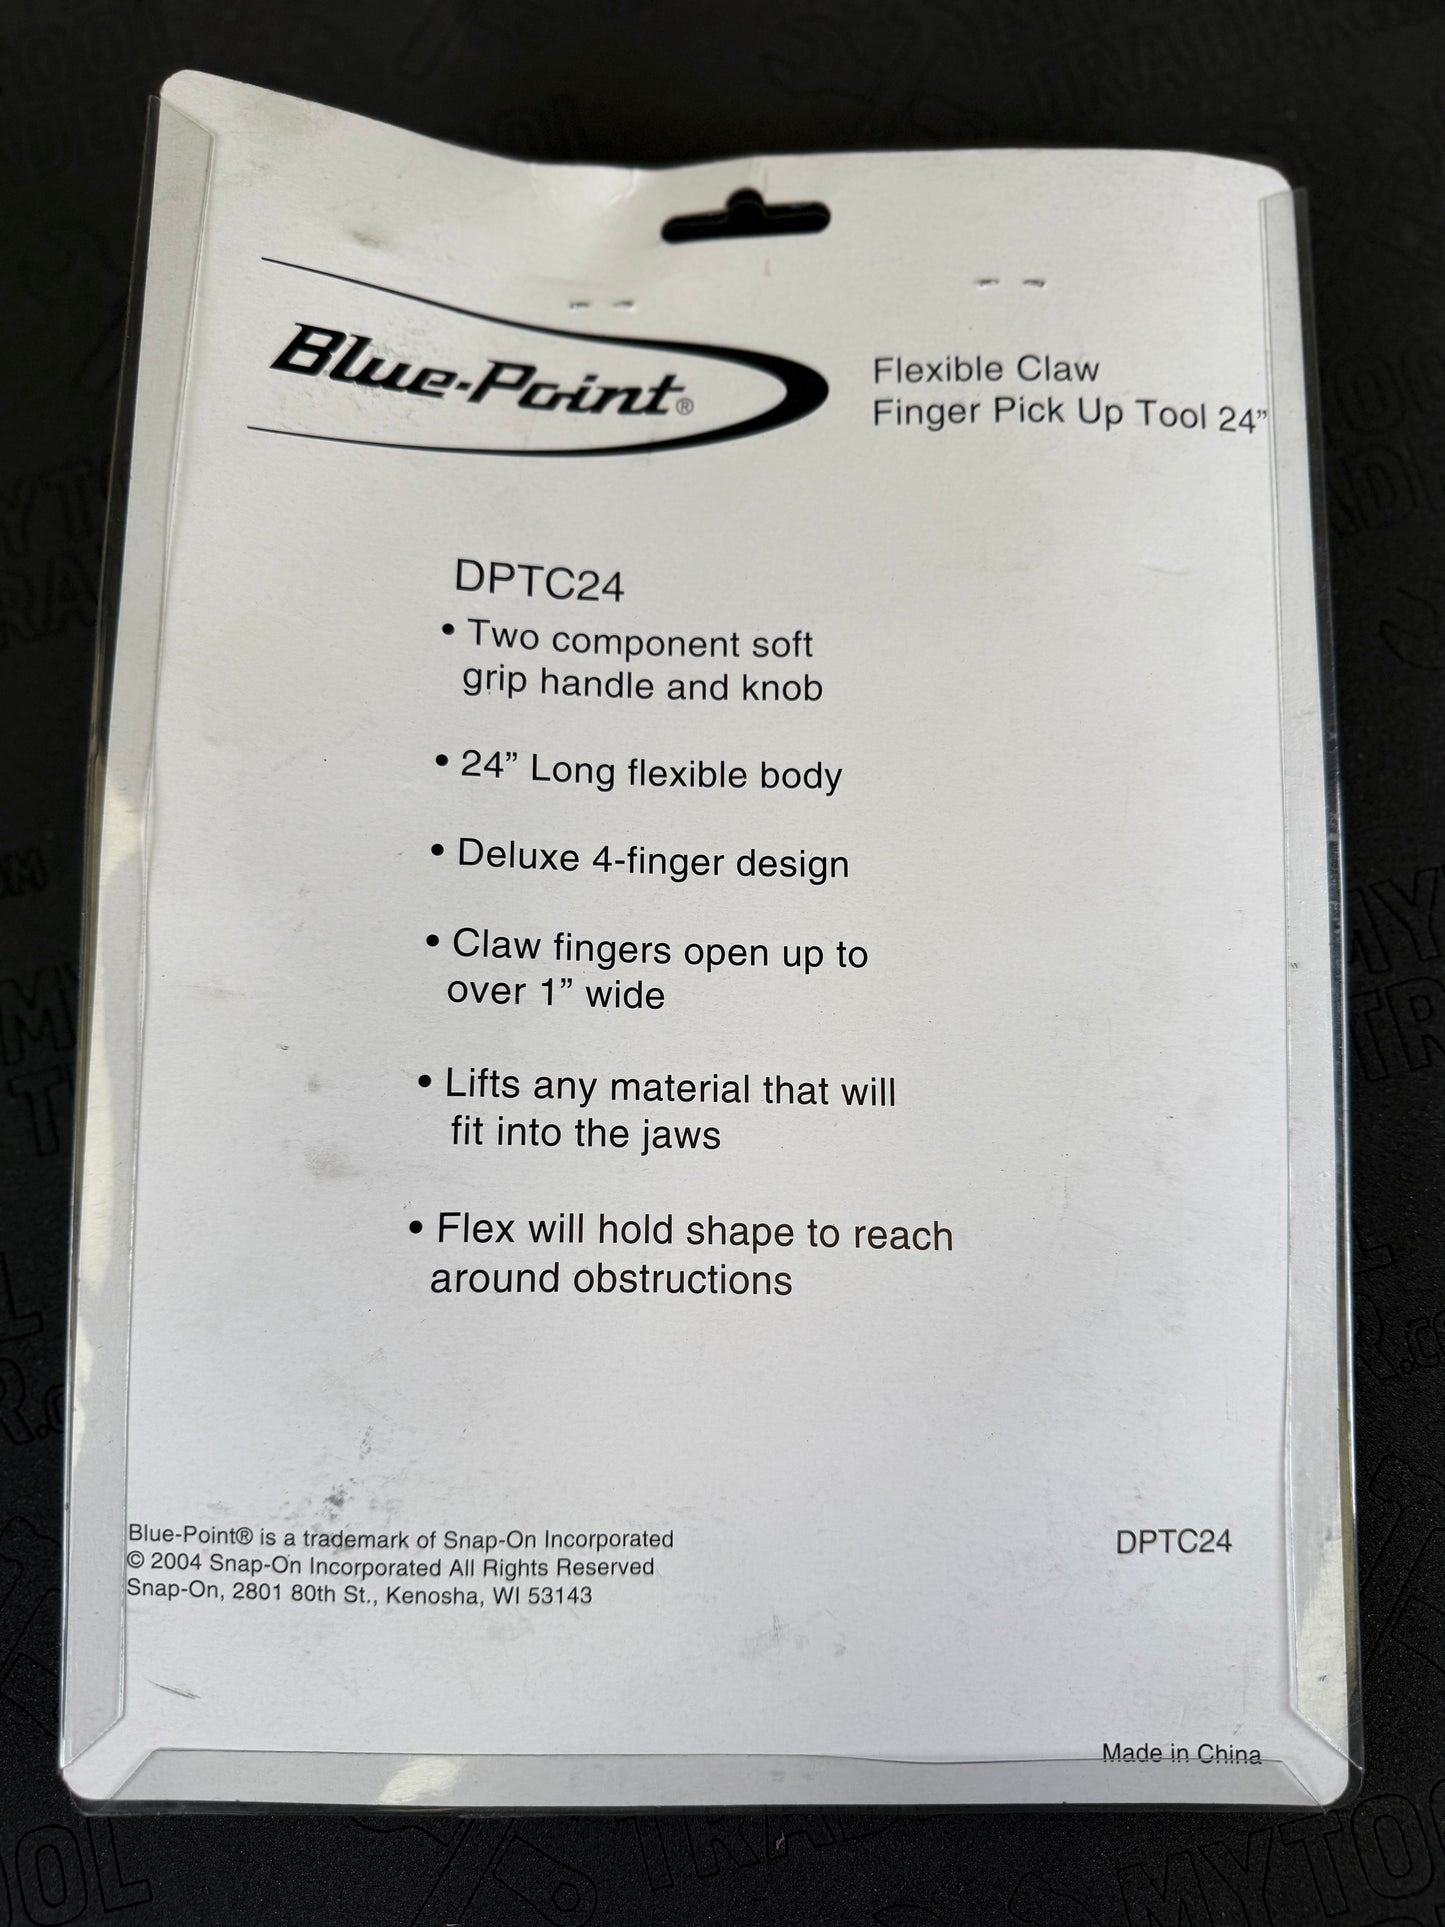 Blue-Point®
Flexible Claw
Finger Pick Up Tool 24”
DPTC24
• Two component soft
grip handle and knob
• 24” Long flexible body
• Deluxe 4-finger design
• Claw fingers open up to
over 1” wide
• Lifts any material that will
fit into the jaws
• Flex will hold shape to reach
around obstructions
Blue-Point® is a trademark of Snap-On Incorporated
© 2004 Snap-On Incorporated All Rights Reserved
Snap-On, 2801 80th St., Kenosha, WI 53143
DPTC24
Made in China